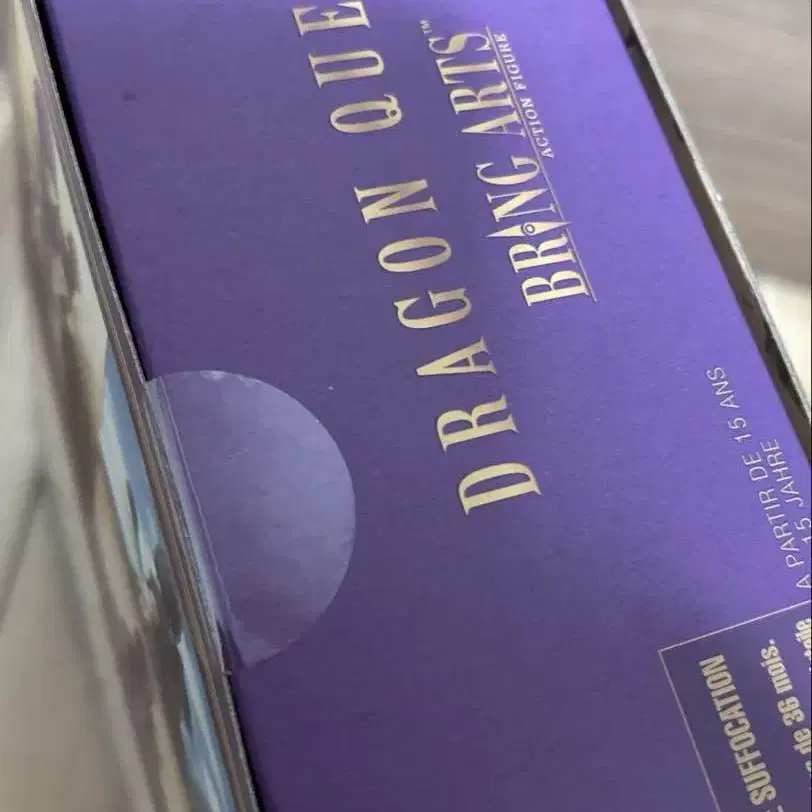 DRAGON QUE
BRING ARTS™
ACTION FIGURE
A PARTIR DE 15 ANS
15 JAHRE
SUFFOCATION
de 36 mois.